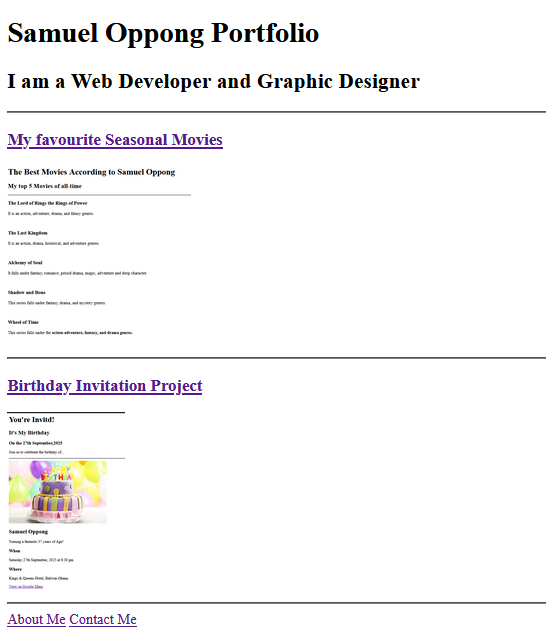 Samuel Oppong Portfolio
I am a Web Developer and Graphic Designer
My favourite Seasonal Movies
The Best Movies According to Samuel Oppong
My top 5 Movies of all-time
The Lord of Rings the Rings of Power
It is an action, adventure, drama, and fatasy genres.
The Last Kingdom
It is an action, drama, historical, and adventure genres.
Alchemy of Soul
It falls under fantasy, romance, period drama, magic, adventure and deep character
Shadow and Bone
This series falls under fantasy, drama, and mystery genres.
Wheel of Time
This series falls under the action adventure, fantasy, and drama genres.
Birthday Invitation Project
You're Invitd!
It's My Birthday
On the 27th September,2025
Join us to celebrate the birthday of...
Samuel Oppong
Turning a fantastic 37 years of Age!
When
Saturday 27th September, 2025 at 8:30 pm
Where
Kings & Queens Hotel, Ghana
View on Google Maps
About Me Contact Me